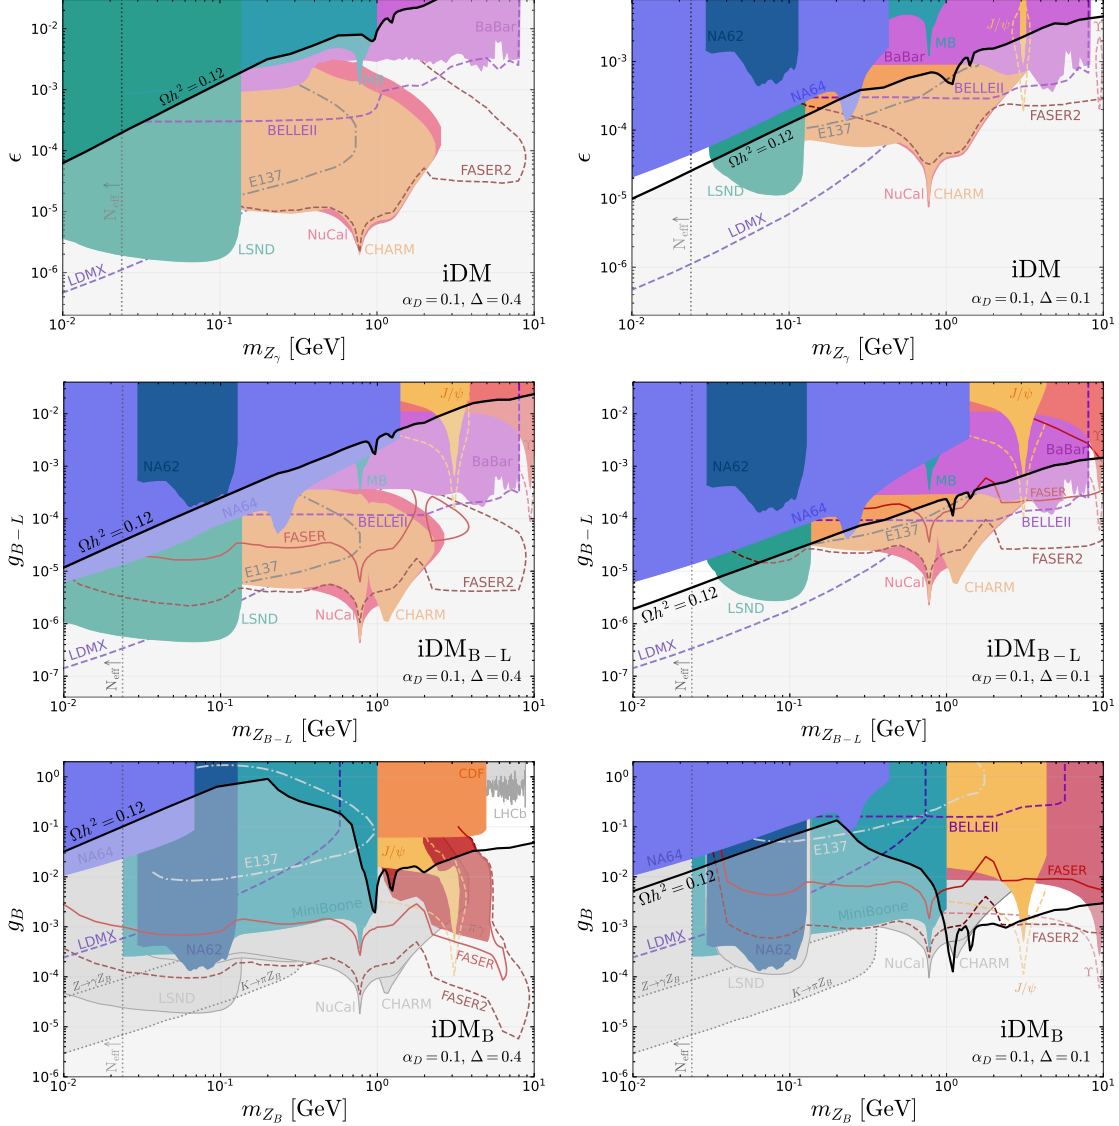 10⁻²
10⁻³
10⁻⁴
10⁻⁵
10⁻⁶
ϵ
BaBar
Ωh² = 0.12
BELLEII
E137
FASER2
N_eff
NuCal
CHARM
LSND
LDMX
iDM
α_D = 0.1, Δ = 0.4
10⁻² 10⁻¹ 10⁰ 10¹
m_{Z_γ} [GeV]
10⁻³
10⁻⁴
10⁻⁵
10⁻⁶
ϵ
NA62
J/ψ
ϒ
MB
BaBar
NA64
BELLEII
E137
FASER2
Ωh² = 0.12
LSND
NuCal
CHARM
LDMX
N_eff
iDM
α_D = 0.1, Δ = 0.1
10⁻² 10⁻¹ 10⁰ 10¹
m_{Z_γ} [GeV]
10⁻²
10⁻³
10⁻⁴
10⁻⁵
10⁻⁶
10⁻⁷
g_{B−L}
J/ψ
NA62
MB
BaBar
NA64
BELLEII
Ωh² = 0.12
FASER
E137
FASER2
LSND
NuCal
CHARM
LDMX
N_eff
iDM_{B−L}
α_D = 0.1, Δ = 0.4
10⁻² 10⁻¹ 10⁰ 10¹
m_{Z_{B−L}} [GeV]
10⁻²
10⁻³
10⁻⁴
10⁻⁵
10⁻⁶
10⁻⁷
g_{B−L}
J/ψ
ϒ
NA62
BaBar
MB
FASER
NA64
BELLEII
E137
FASER2
Ωh² = 0.12
LSND
NuCal
CHARM
LDMX
N_eff
iDM_{B−L}
α_D = 0.1, Δ = 0.1
10⁻² 10⁻¹ 10⁰ 10¹
m_{Z_{B−L}} [GeV]
10⁰
10⁻¹
10⁻²
10⁻³
10⁻⁴
10⁻⁵
10⁻⁶
g_B
CDF
LHCb
Ωh² = 0.12
NA64
E137
J/ψ
MiniBoone
LDMX
NA62
FASER
Z→γZ_B
K→πZ_B
LSND
NuCal
CHARM
FASER2
N_eff
iDM_B
α_D = 0.1, Δ = 0.4
10⁻² 10⁻¹ 10⁰ 10¹
m_{Z_B} [GeV]
10⁰
10⁻¹
10⁻²
10⁻³
10⁻⁴
10⁻⁵
10⁻⁶
g_B
BELLEII
E137
NA64
FASER
Ωh² = 0.12
MiniBoone
LDMX
NA62
FASER2
Z→γZ_B
LSND
K→πZ_B
NuCal
CHARM
J/ψ
ϒ
N_eff
iDM_B
α_D = 0.1, Δ = 0.1
10⁻² 10⁻¹ 10⁰ 10¹
m_{Z_B} [GeV]